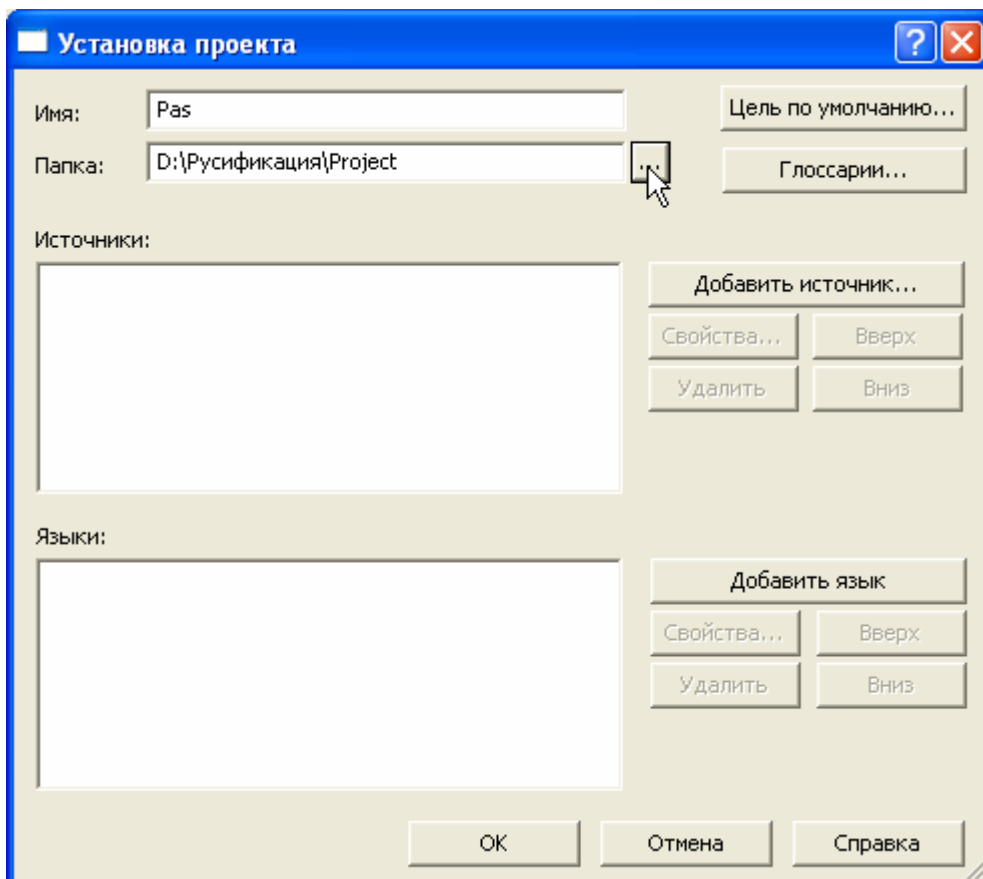 Установка проекта
Имя: Pas Цель по умолчанию...
Папка: D:\Русификация\Project ... Глоссарии...
Источники:
Добавить источник...
Свойства... Вверх
Удалить Вниз
Языки:
Добавить язык
Свойства... Вверх
Удалить Вниз
OK Отмена Справка